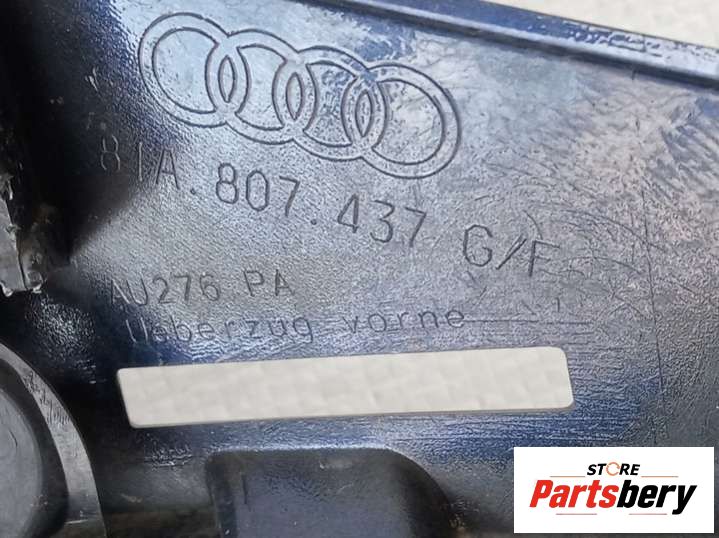 81A.807.437 G/F
AU276 PA
Ueberzug vorne
STORE
Partsbery